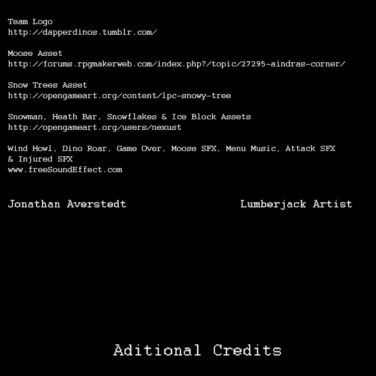 Team Logo
http://dapperdinos.tumblr.com/
Moose Asset
http://forums.rpgmakerweb.com/index.php?/topic/27295-aindras-corner/
Snow Trees Asset
http://opengameart.org/content/lpc-snowy-tree
Snowman, Heath Bar, Snowflakes & Ice Block Assets
http://opengameart.org/users/nexust
Wind Howl, Dino Roar, Game Over, Moose SFX, Menu Music, Attack SFX
& Injured SFX
www.freeSoundEffect.com
Jonathan Averstedt Lumberjack Artist
Aditional Credits